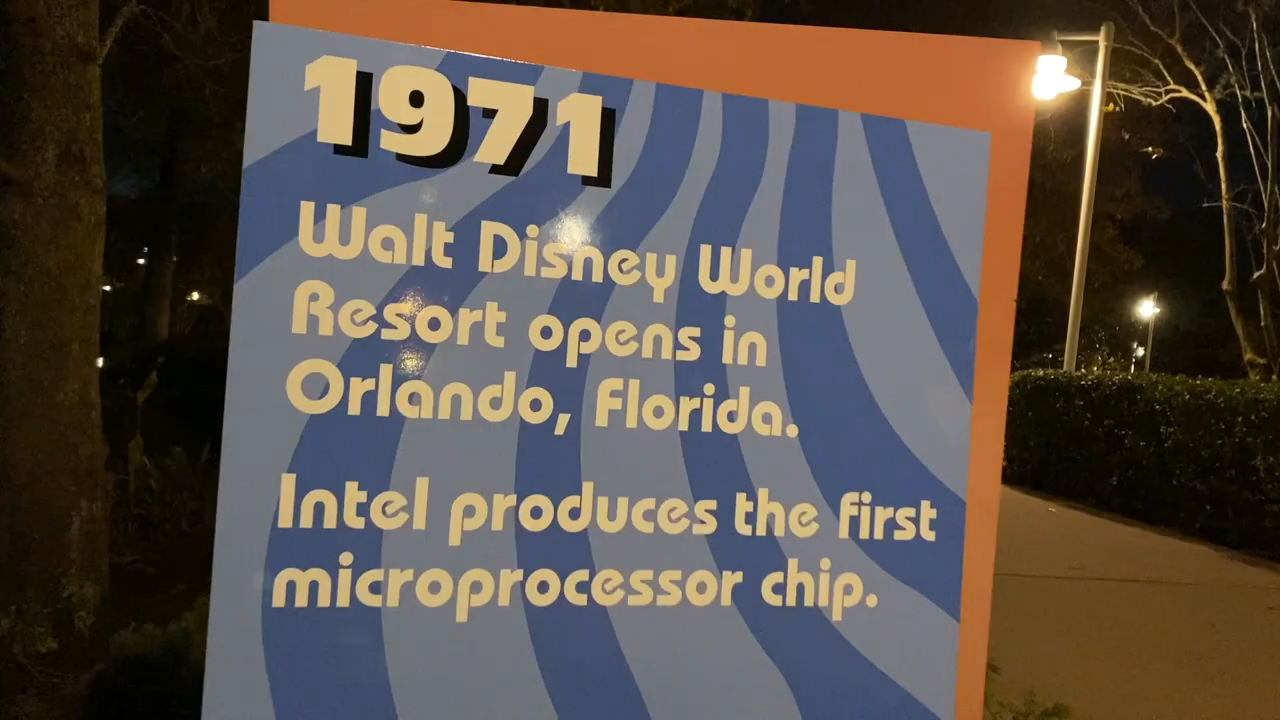 1971
Walt Disney World
Resort opens in
Orlando, Florida.
Intel produces the first
microprocessor chip.